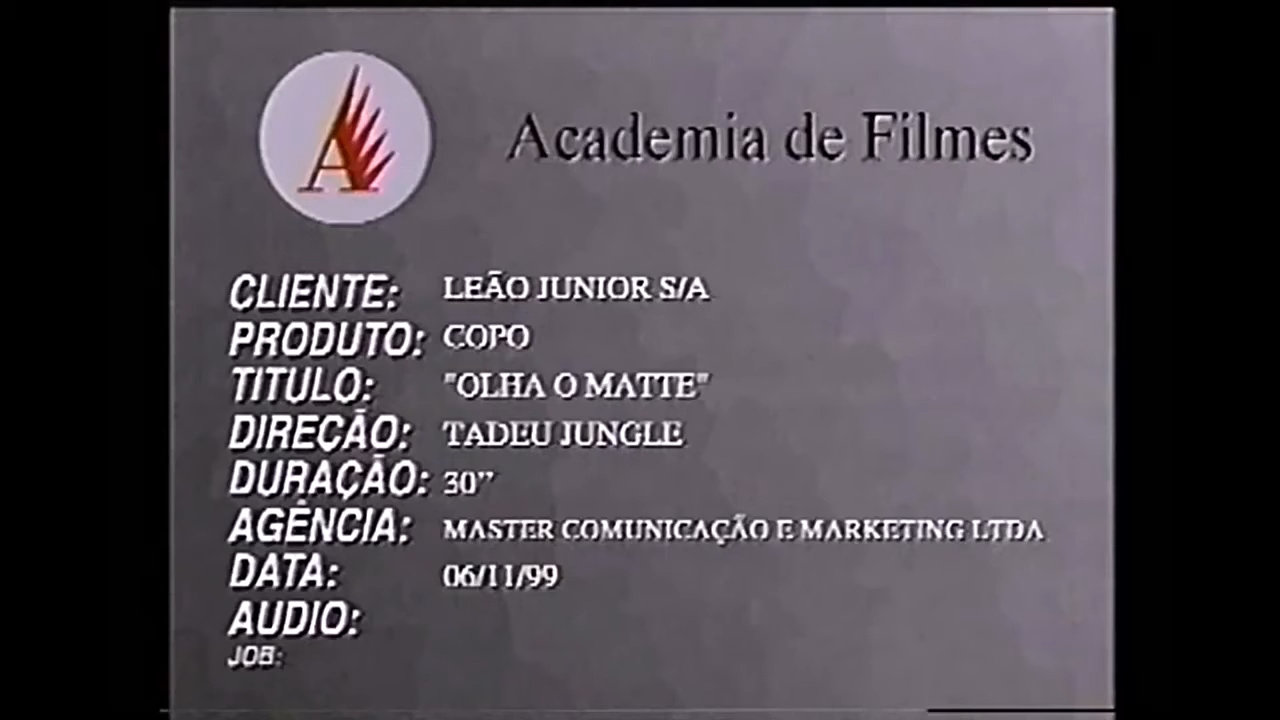 A
Academia de Filmes
CLIENTE: LEÃO JUNIOR S/A
PRODUTO: COPO
TITULO: "OLHA O MATTE"
DIREÇÃO: TADEU JUNGLE
DURAÇÃO: 30”
AGÊNCIA: MASTER COMUNICAÇÃO E MARKETING LTDA
DATA: 06/11/99
AUDIO:
JOB: